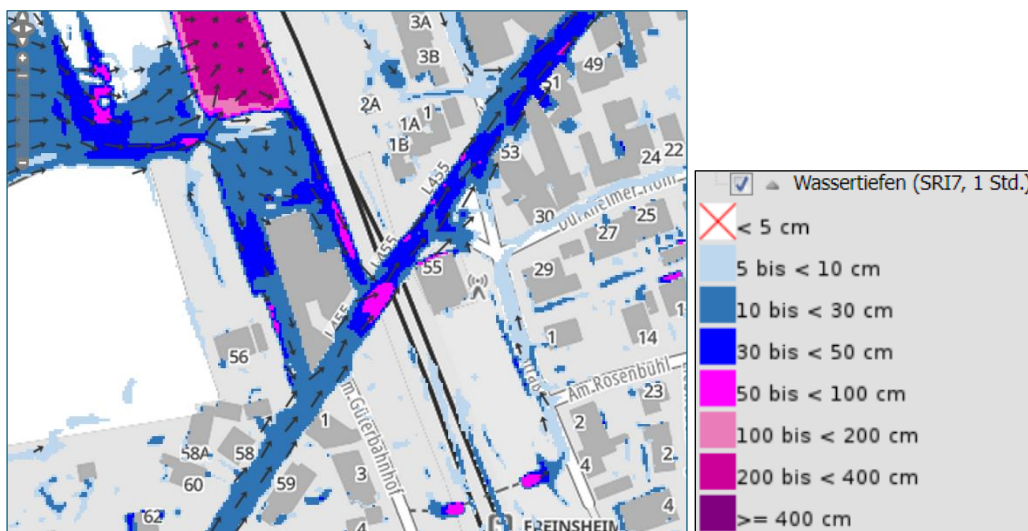 3A
3B
49
2A
1
1A
1B
51
L455
53
24
22
Dürkheimer
30
25
27
L455
55
29
L455
56
1
14
Am.Rosenbühl
23
m.Güterbahnhof
1
2
58A
58
2
60
59
3
4
62
4
4
FREINSHEIM
Wassertiefen (SRI7, 1 Std.)
< 5 cm
5 bis < 10 cm
10 bis < 30 cm
30 bis < 50 cm
50 bis < 100 cm
100 bis < 200 cm
200 bis < 400 cm
>= 400 cm